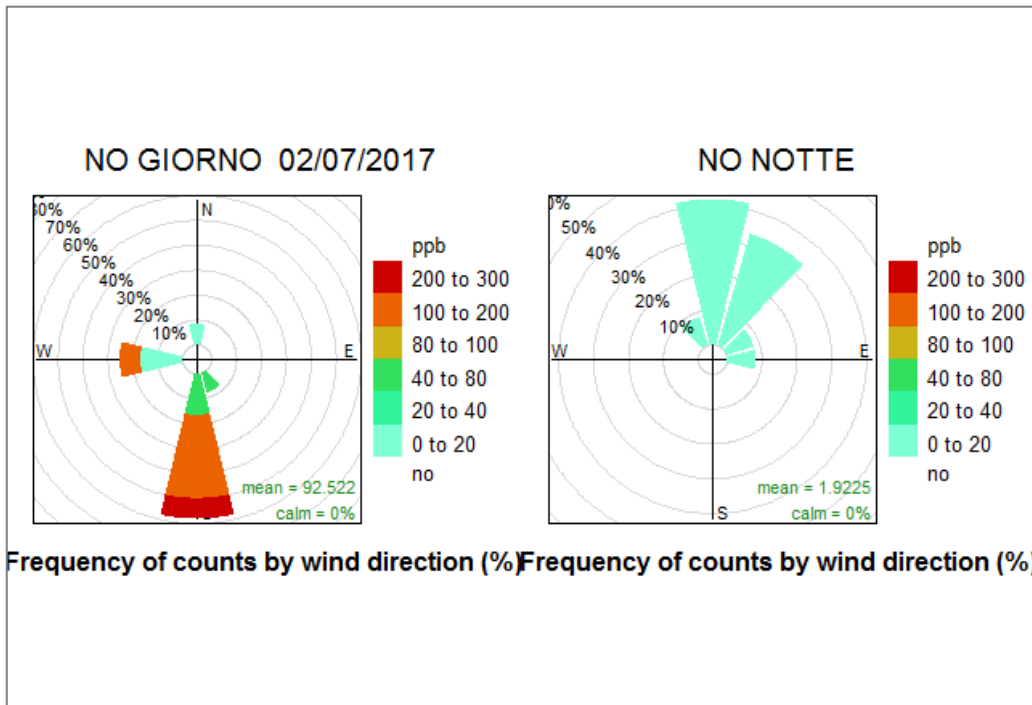 NO GIORNO 02/07/2017
N
W
E
70%
60%
50%
40%
30%
20%
10%
mean = 92.522
calm = 0%
ppb
200 to 300
100 to 200
80 to 100
40 to 80
20 to 40
0 to 20
no
Frequency of counts by wind direction (%)
NO NOTTE
W
E
S
50%
40%
30%
20%
10%
mean = 1.9225
calm = 0%
ppb
200 to 300
100 to 200
80 to 100
40 to 80
20 to 40
0 to 20
no
Frequency of counts by wind direction (%)